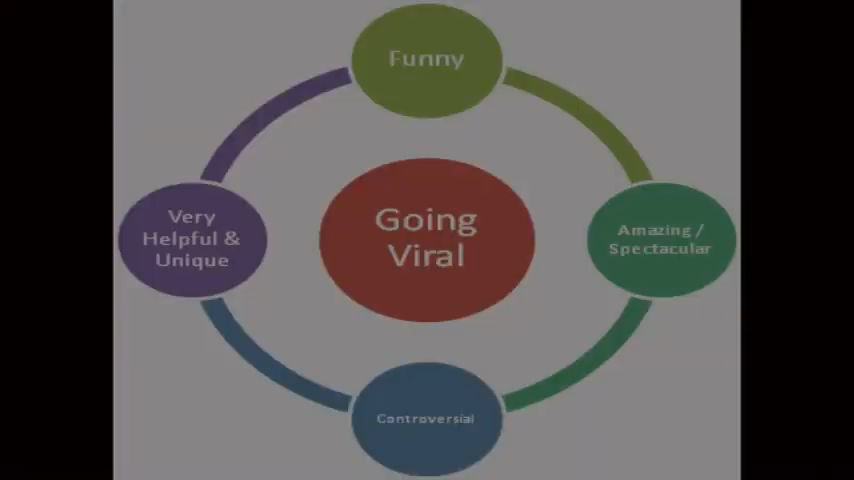 Funny
Very
Helpful &
Unique
Going
Viral
Amazing /
Spectacular
Controversial